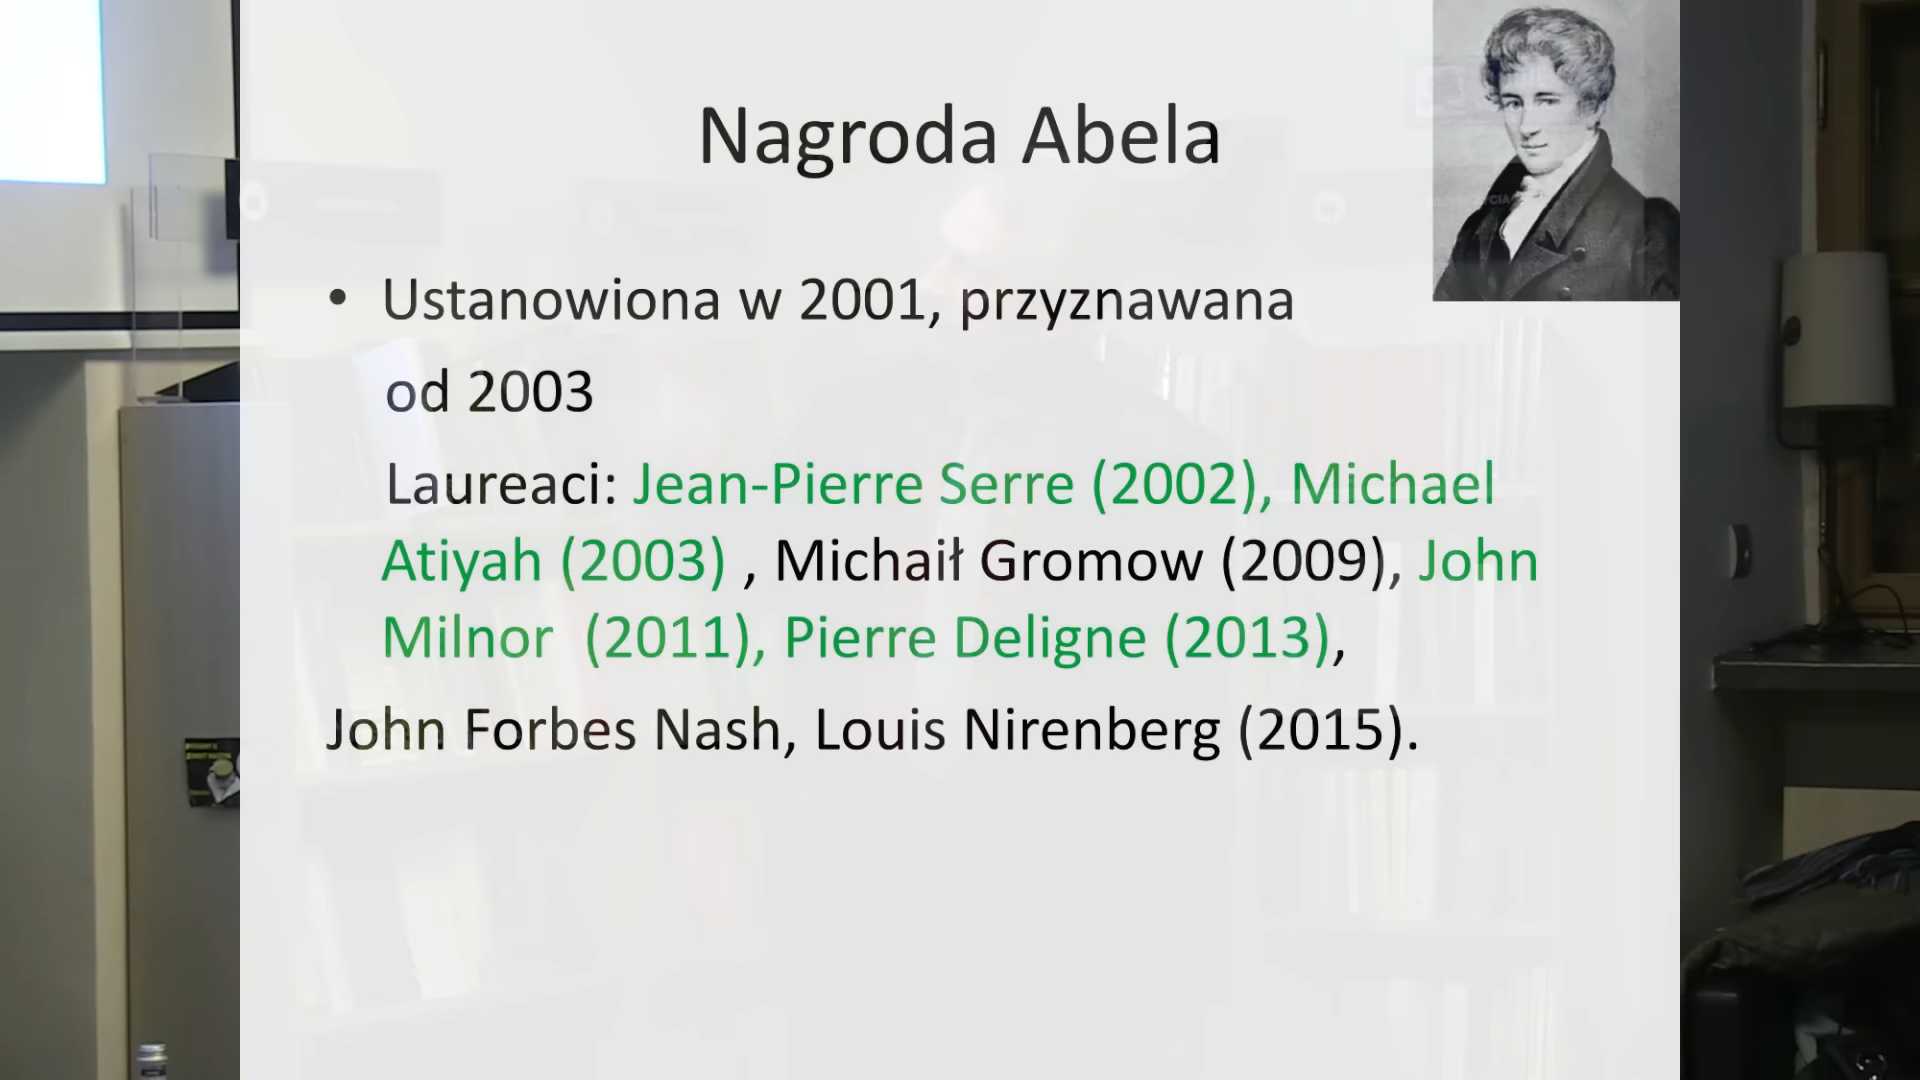 Nagroda Abela
• Ustanowiona w 2001, przyznawana
od 2003
Laureaci: Jean-Pierre Serre (2002), Michael
Atiyah (2003) , Michaił Gromow (2009), John
Milnor (2011), Pierre Deligne (2013),
John Forbes Nash, Louis Nirenberg (2015).